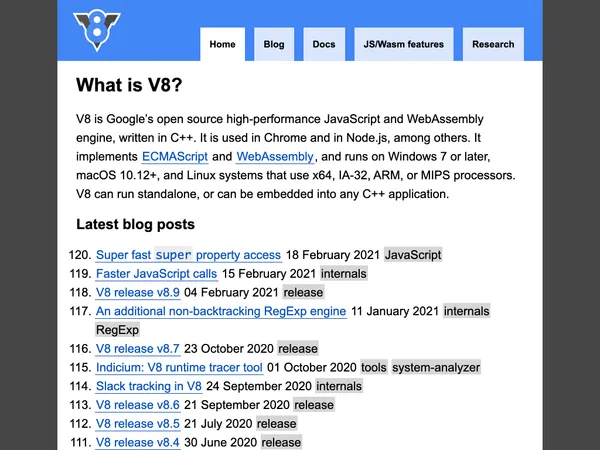 Home Blog Docs JS/Wasm features Research
What is V8?
V8 is Google’s open source high-performance JavaScript and WebAssembly
engine, written in C++. It is used in Chrome and in Node.js, among others. It
implements ECMAScript and WebAssembly, and runs on Windows 7 or later,
macOS 10.12+, and Linux systems that use x64, IA-32, ARM, or MIPS processors.
V8 can run standalone, or can be embedded into any C++ application.
Latest blog posts
120. Super fast super property access 18 February 2021 JavaScript
119. Faster JavaScript calls 15 February 2021 internals
118. V8 release v8.9 04 February 2021 release
117. An additional non-backtracking RegExp engine 11 January 2021 internals
RegExp
116. V8 release v8.7 23 October 2020 release
115. Indicium: V8 runtime tracer tool 01 October 2020 tools system-analyzer
114. Slack tracking in V8 24 September 2020 internals
113. V8 release v8.6 21 September 2020 release
112. V8 release v8.5 21 July 2020 release
111. V8 release v8.4 30 June 2020 release